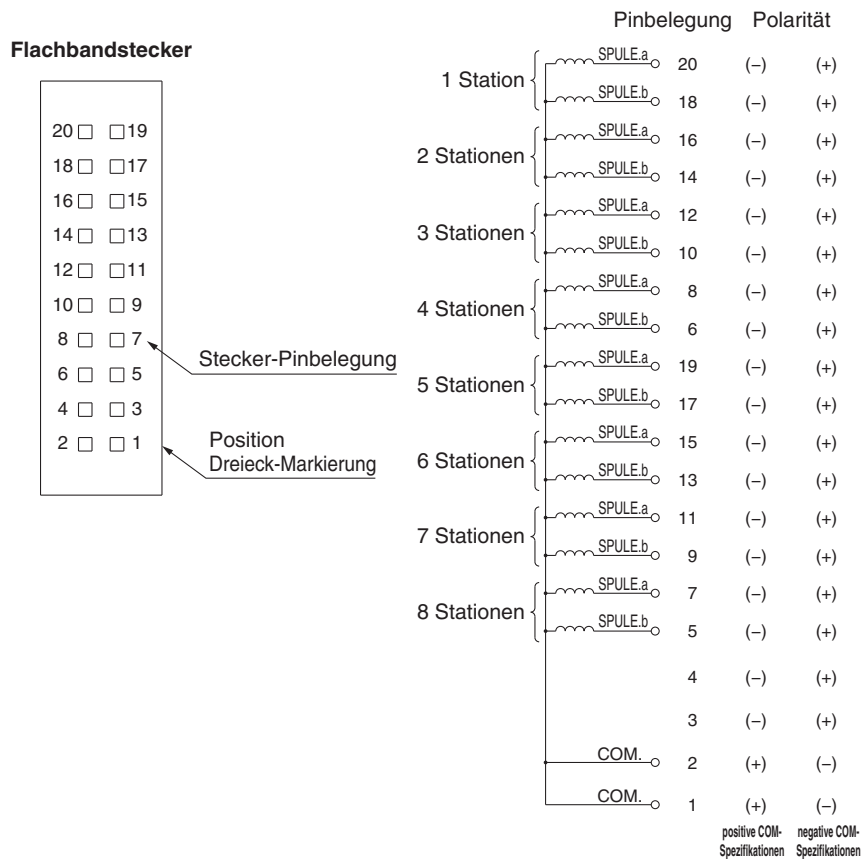 Flachbandstecker
20 19
18 17
16 15
14 13
12 11
10 9
8 7
6 5
4 3
2 1
Stecker-Pinbelegung
Position
Dreieck-Markierung
Pinbelegung Polarität
1 Station
SPULE.a 20 (–) (+)
SPULE.b 18 (–) (+)
2 Stationen
SPULE.a 16 (–) (+)
SPULE.b 14 (–) (+)
3 Stationen
SPULE.a 12 (–) (+)
SPULE.b 10 (–) (+)
4 Stationen
SPULE.a 8 (–) (+)
SPULE.b 6 (–) (+)
5 Stationen
SPULE.a 19 (–) (+)
SPULE.b 17 (–) (+)
6 Stationen
SPULE.a 15 (–) (+)
SPULE.b 13 (–) (+)
7 Stationen
SPULE.a 11 (–) (+)
SPULE.b 9 (–) (+)
8 Stationen
SPULE.a 7 (–) (+)
SPULE.b 5 (–) (+)
4 (–) (+)
3 (–) (+)
COM. 2 (+) (–)
COM. 1 (+) (–)
positive COM-
Spezifikationen
negative COM-
Spezifikationen